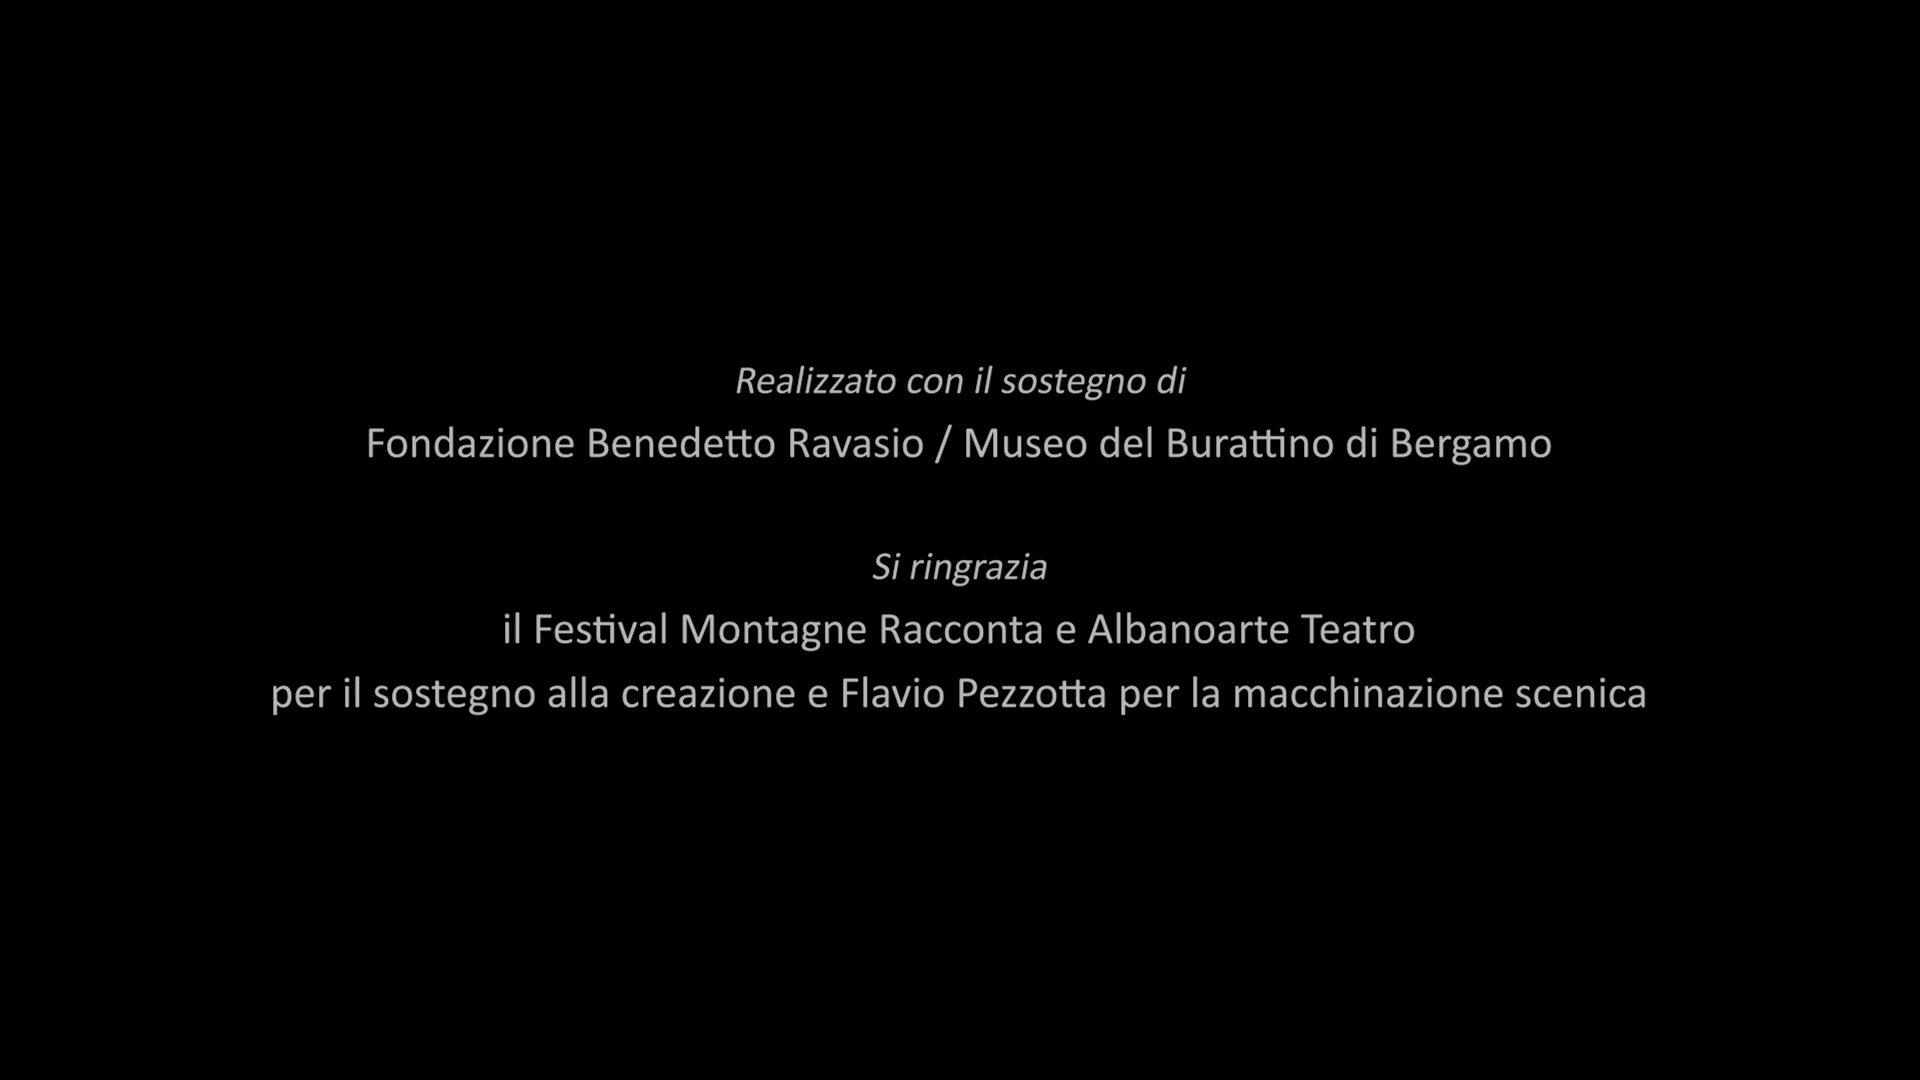 Realizzato con il sostegno di
Fondazione Benedetto Ravasio / Museo del Burattino di Bergamo
Si ringrazia
il Festival Montagne Racconta e Albanoarte Teatro
per il sostegno alla creazione e Flavio Pezzotta per la macchinazione scenica